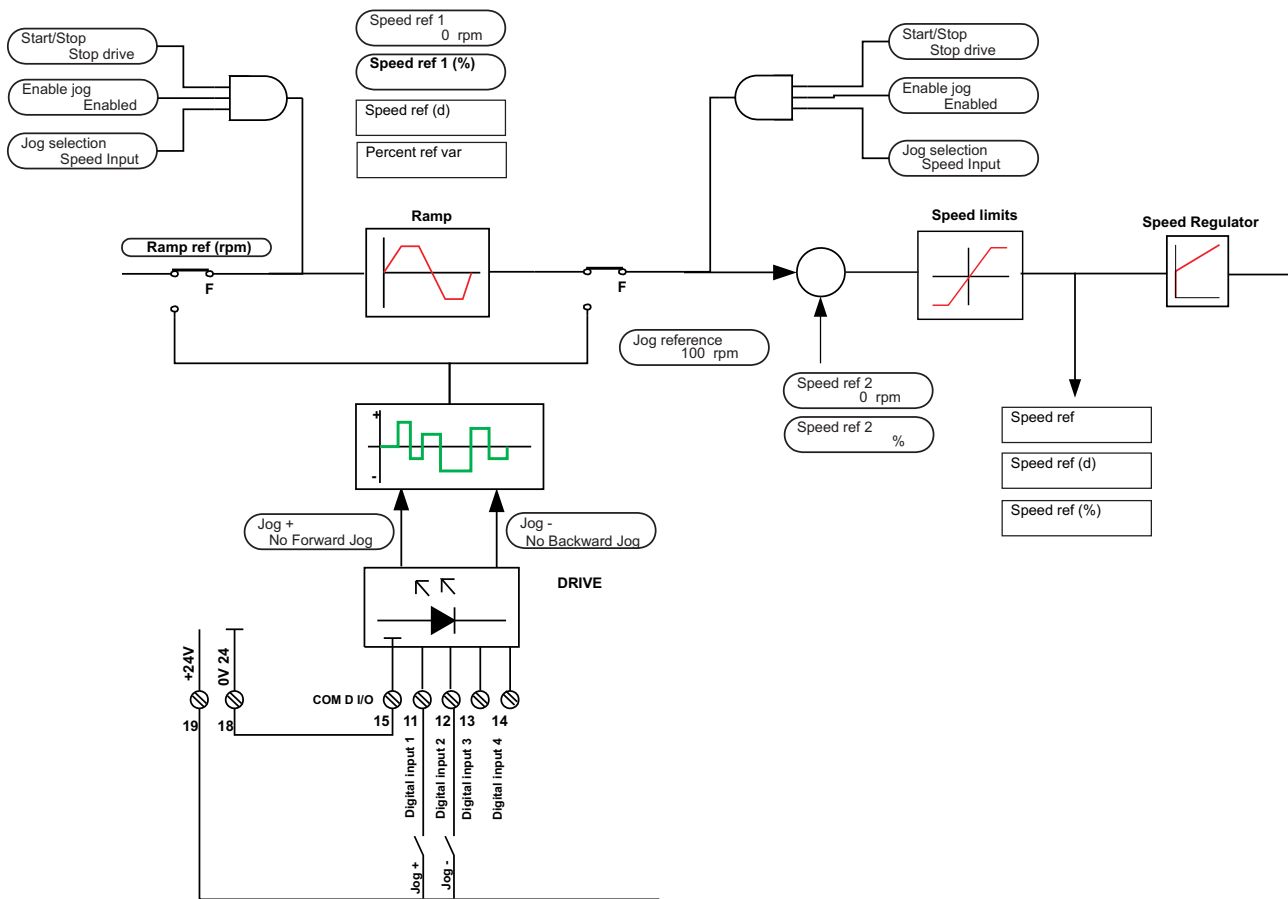 Start/Stop
Stop drive
Enable jog
Enabled
Jog selection
Speed Input
Speed ref 1
0 rpm
Speed ref 1 (%)
Speed ref (d)
Percent ref var
Start/Stop
Stop drive
Enable jog
Enabled
Jog selection
Speed Input
Ramp ref (rpm)
F
Ramp
F
Speed limits
Speed Regulator
Jog reference
100 rpm
Speed ref 2
0 rpm
Speed ref 2
%
Speed ref
Speed ref (d)
Speed ref (%)
+
-
Jog +
No Forward Jog
Jog -
No Backward Jog
DRIVE
+24V
0V 24
COM D I/O
19
18
15
11
12
13
14
Digital input 1
Digital input 2
Digital input 3
Digital input 4
Jog +
Jog -